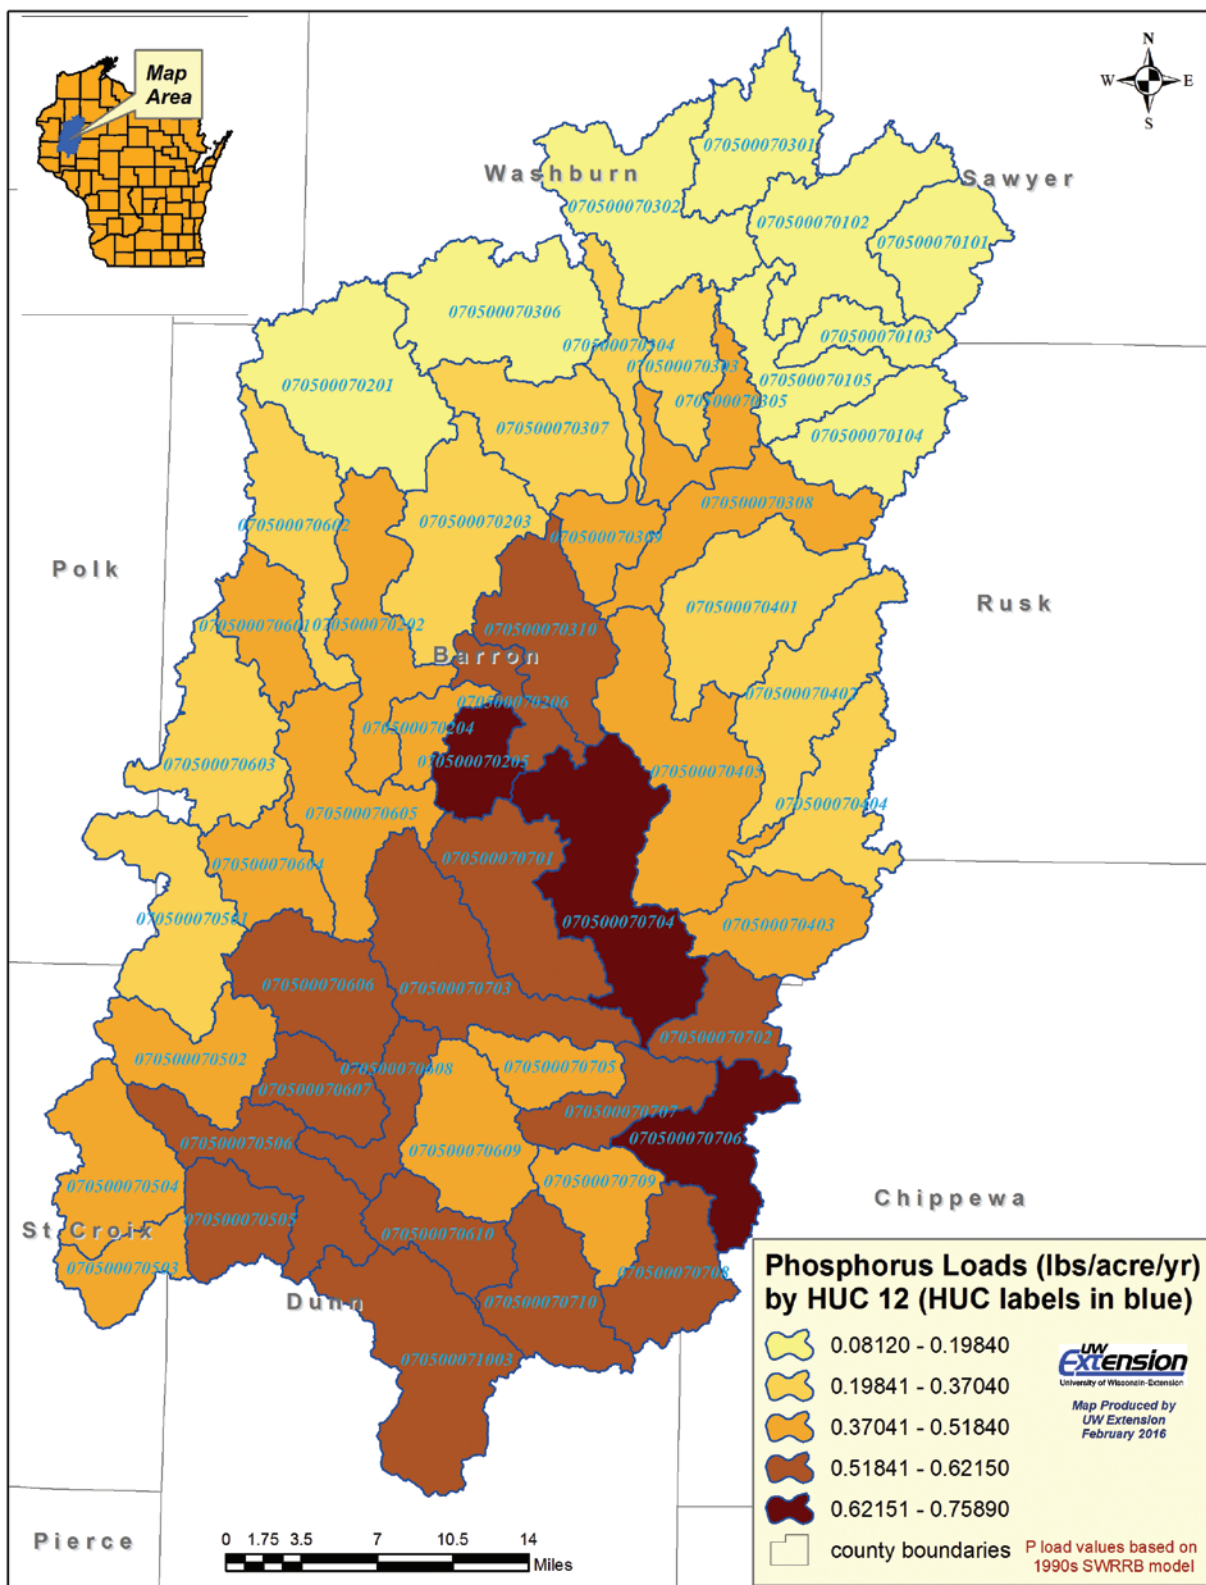 Map
Area
N
W E
S
Washburn
Sawyer
070500070301
070500070302
070500070102
070500070101
070500070306
070500070304
070500070103
070500070303
070500070105
070500070201
070500070305
070500070307
070500070104
070500070308
070500070602
070500070203
070500070309
Polk
Rusk
070500070401
070500070601
070500070202
070500070310
Barron
070500070402
070500070206
070500070204
070500070205
070500070603
070500070405
070500070404
070500070605
070500070604
070500070701
070500070501
070500070704
070500070403
070500070606
070500070703
070500070702
070500070502
070500070608
070500070705
070500070607
070500070707
070500070506
070500070706
070500070609
070500070504
070500070709
Chippewa
070500070505
St. Croix
070500070610
070500070503
070500070708
Dunn
070500070710
070500071003
Pierce
0 1.75 3.5 7 10.5 14
Miles
Phosphorus Loads (lbs/acre/yr)
by HUC 12 (HUC labels in blue)
0.08120 - 0.19840
0.19841 - 0.37040
0.37041 - 0.51840
0.51841 - 0.62150
0.62151 - 0.75890
county boundaries
UW
Extension
University of Wisconsin-Extension
Map Produced by
UW Extension
February 2016
P load values based on
1990s SWRRB model